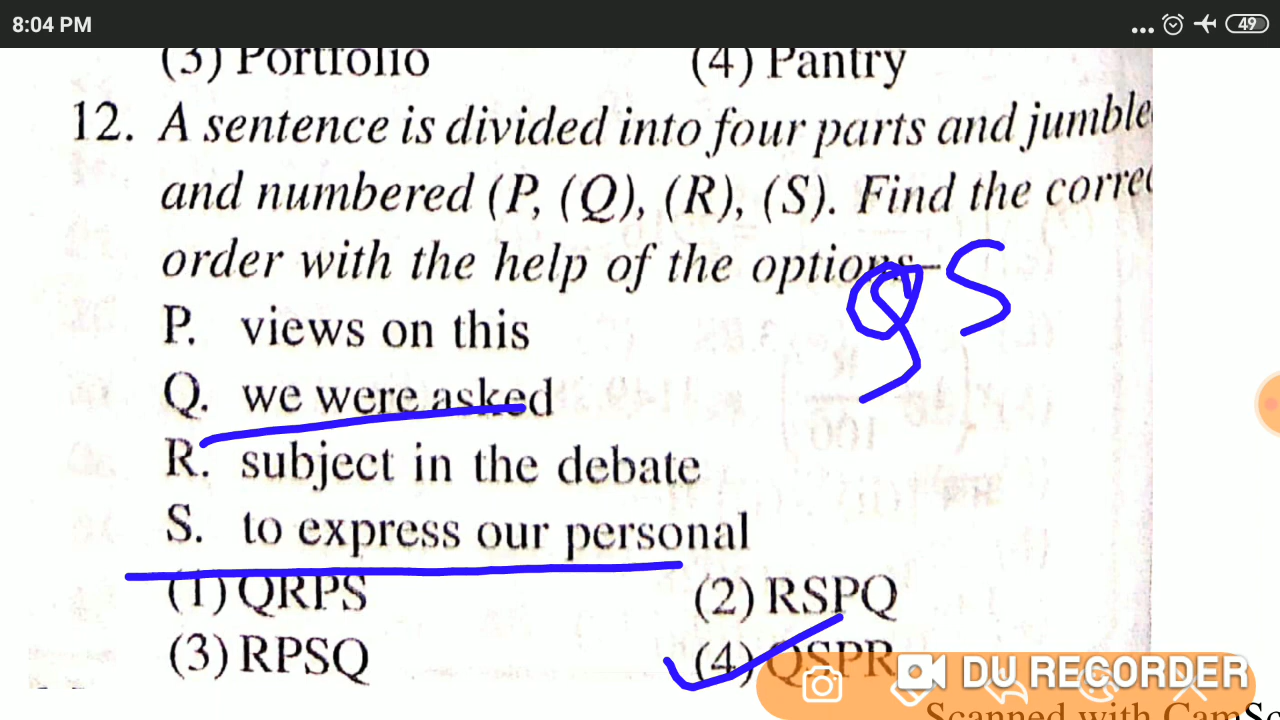 8:04 PM
49
(3) Portfolio
(4) Pantry
12. A sentence is divided into four parts and jumble
and numbered (P, (Q), (R), (S). Find the corre
order with the help of the options–
QS
P. views on this
Q. we were asked
R. subject in the debate
S. to express our personal
(1) QRPS
(2) RSPQ
(3) RPSQ
(4) QSPR
DU RECORDER
Scanned with CamSc